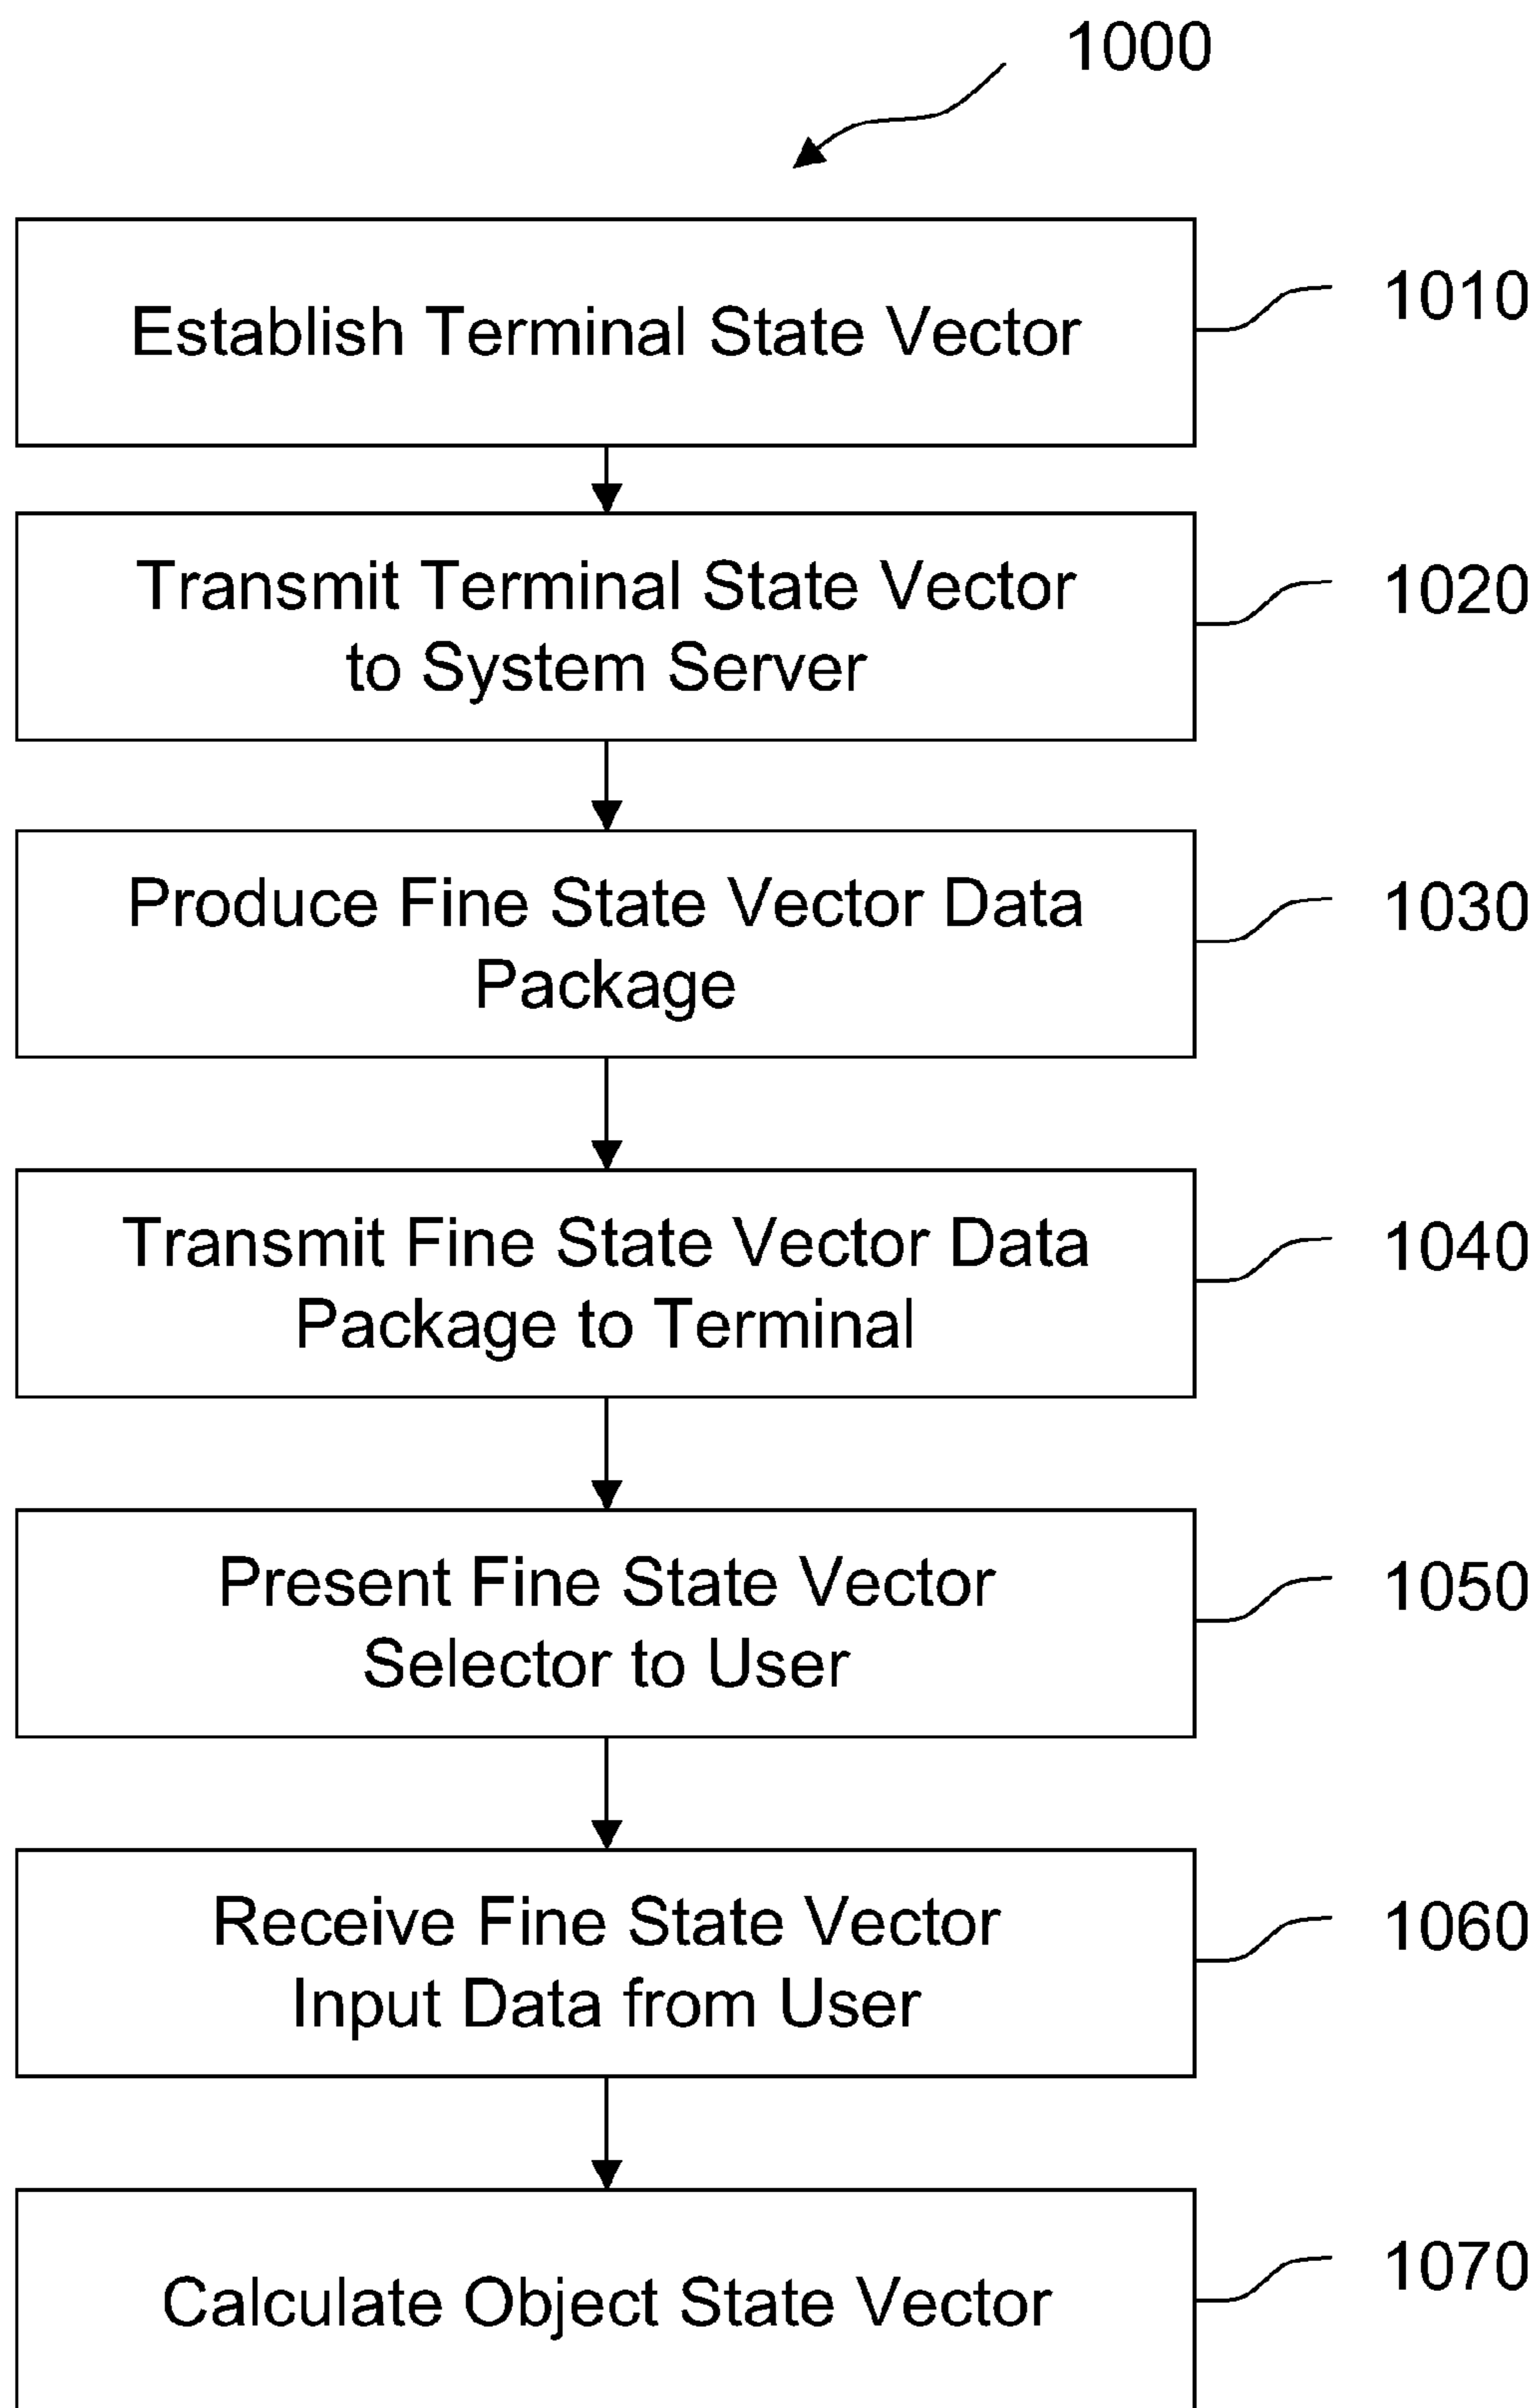 1000
Establish Terminal State Vector
1010
Transmit Terminal State Vector
to System Server
1020
Produce Fine State Vector Data
Package
1030
Transmit Fine State Vector Data
Package to Terminal
1040
Present Fine State Vector
Selector to User
1050
Receive Fine State Vector
Input Data from User
1060
Calculate Object State Vector
1070